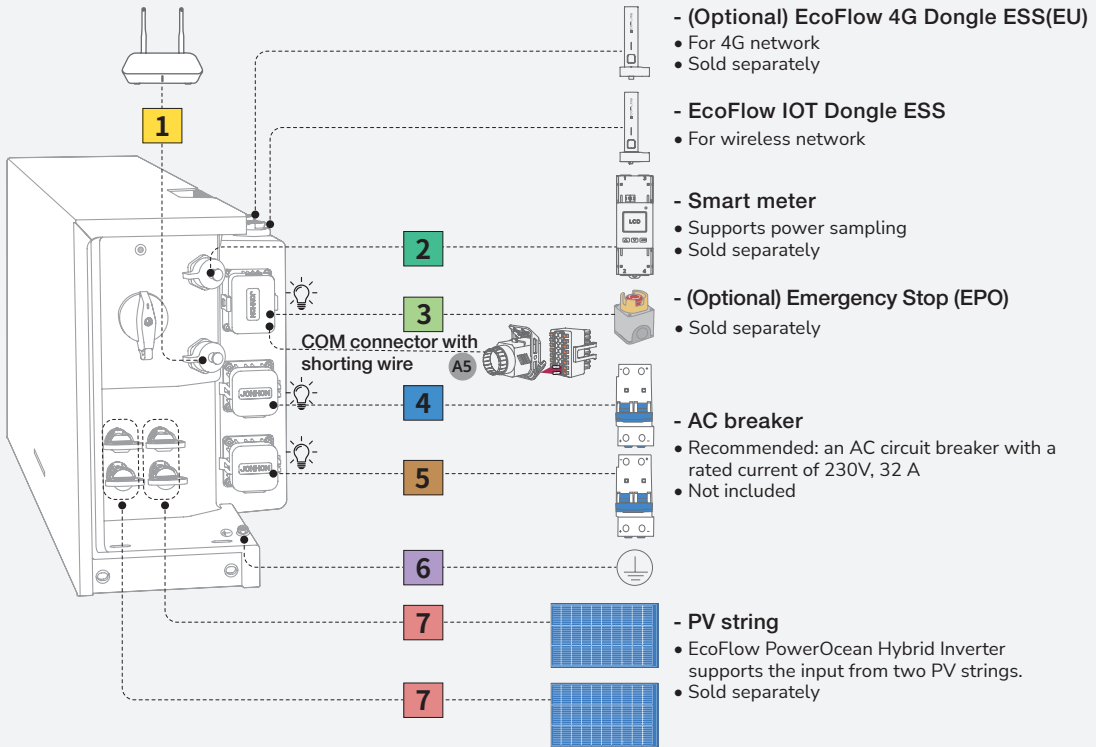 - (Optional) EcoFlow 4G Dongle ESS(EU)
• For 4G network
• Sold separately
1
- EcoFlow IOT Dongle ESS
• For wireless network
- Smart meter
• Supports power sampling
• Sold separately
LCD
2
- (Optional) Emergency Stop (EPO)
• Sold separately
3
COM connector with
shorting wire
A5
JONHON
4
- AC breaker
• Recommended: an AC circuit breaker with a
rated current of 230V, 32 A
• Not included
JONHON
5
6
7
- PV string
• EcoFlow PowerOcean Hybrid Inverter
supports the input from two PV strings.
• Sold separately
7